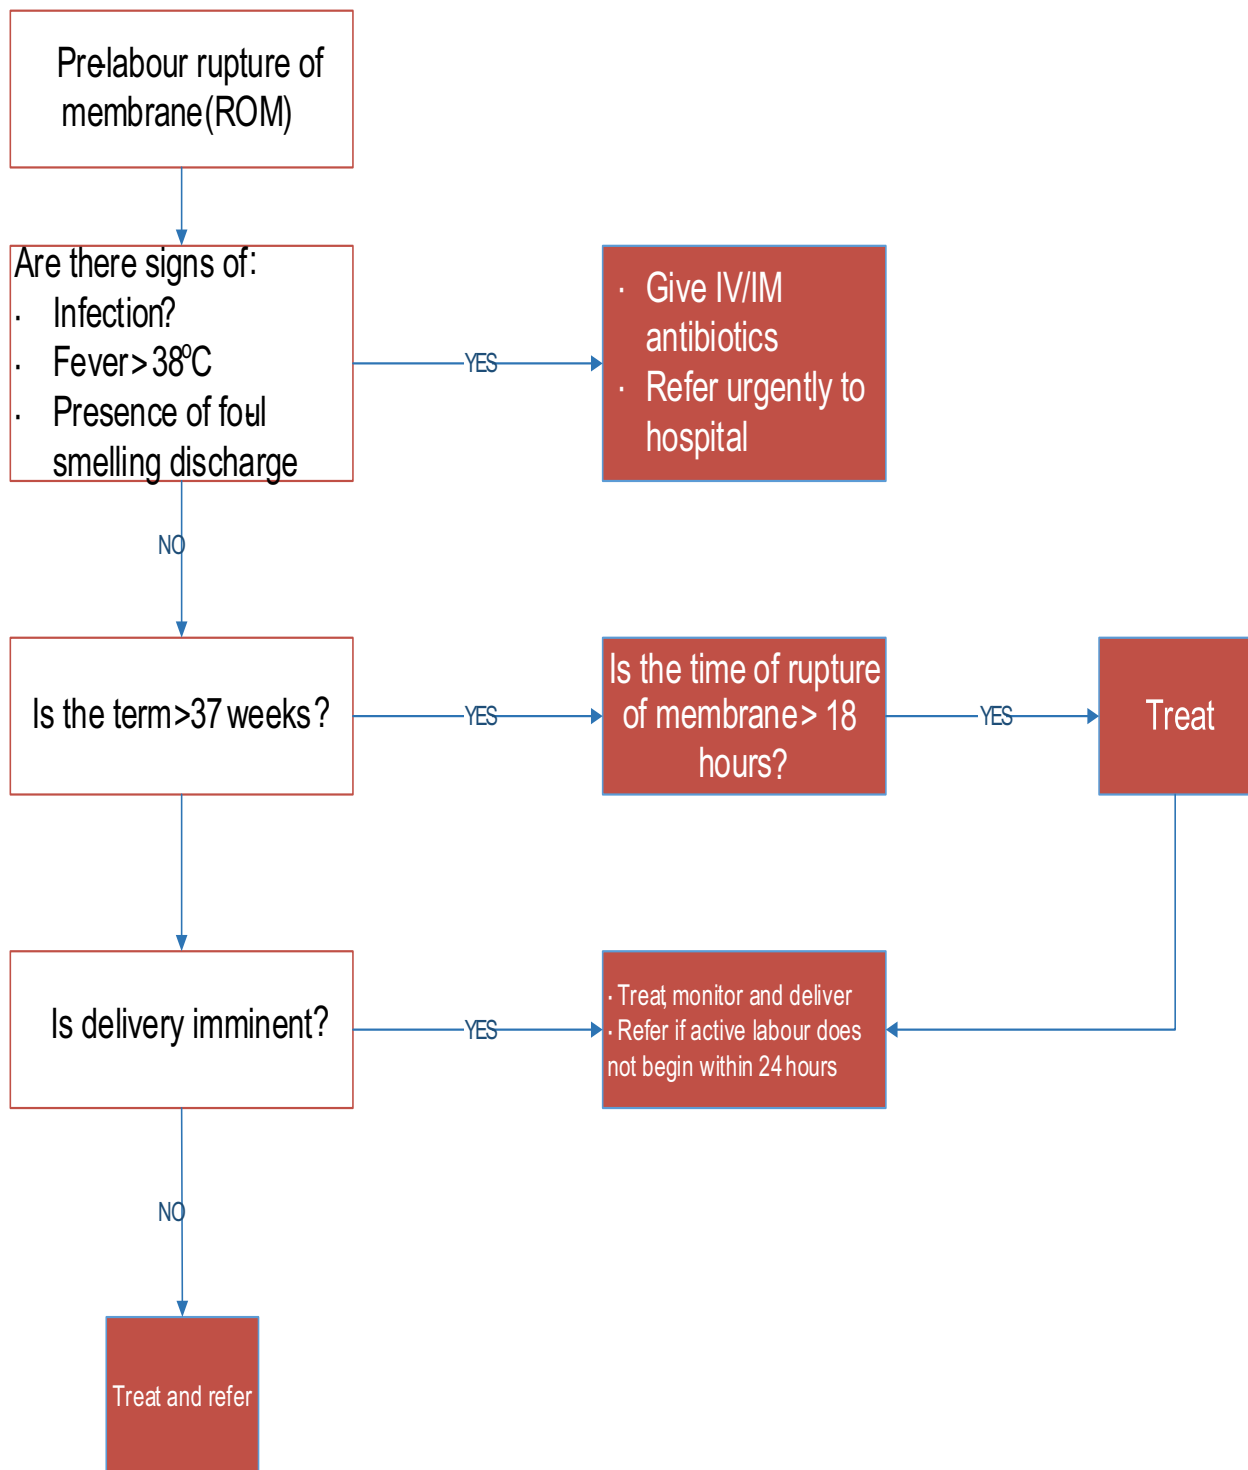 Pre-labour rupture of
membrane (ROM)
Are there signs of:
· Infection?
· Fever > 38ºC
· Presence of foul-
smelling discharge
YES
· Give IV/IM
antibiotics
· Refer urgently to
hospital
NO
Is the term >37 weeks?
YES
Is the time of rupture
of membrane > 18
hours?
YES
Treat
Is delivery imminent?
YES
· Treat, monitor and deliver
· Refer if active labour does
not begin within 24 hours
NO
Treat and refer